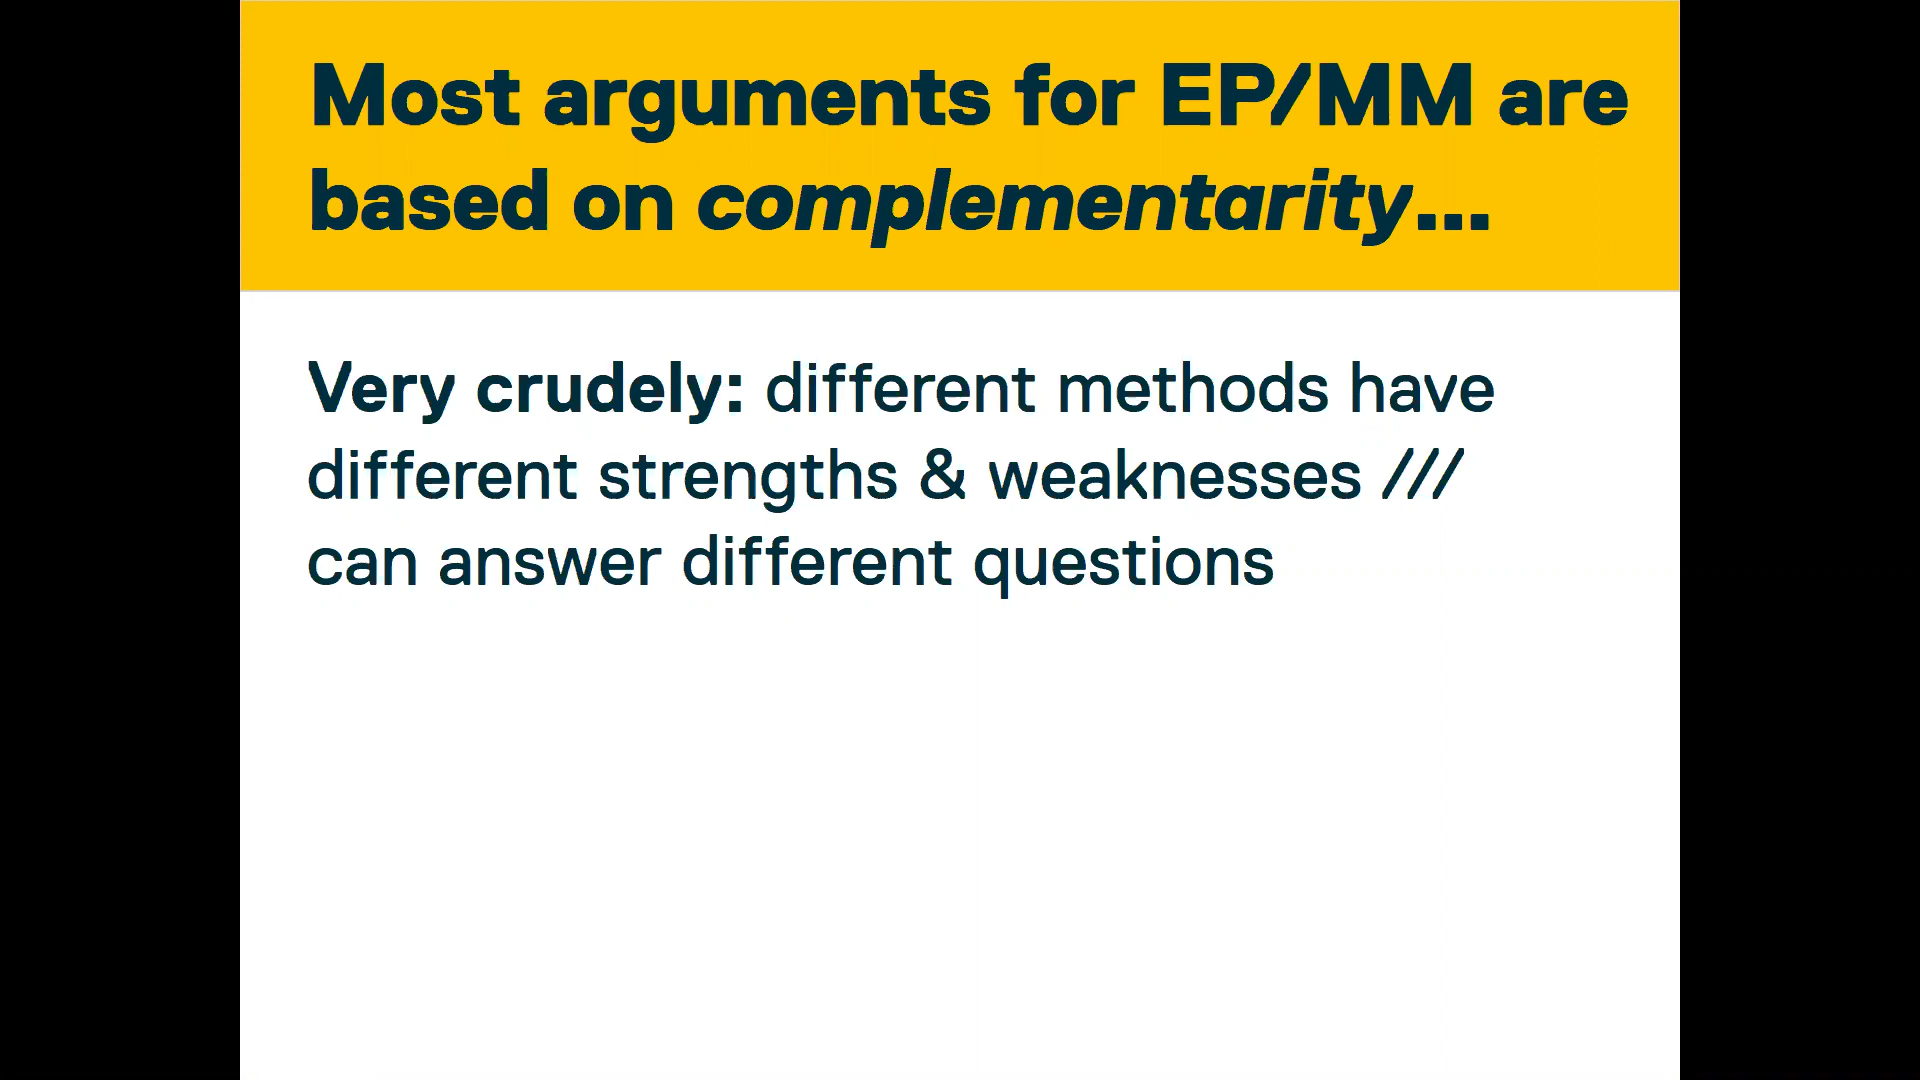 Most arguments for EP/MM are
based on complementarity...
Very crudely: different methods have
different strengths & weaknesses ///
can answer different questions